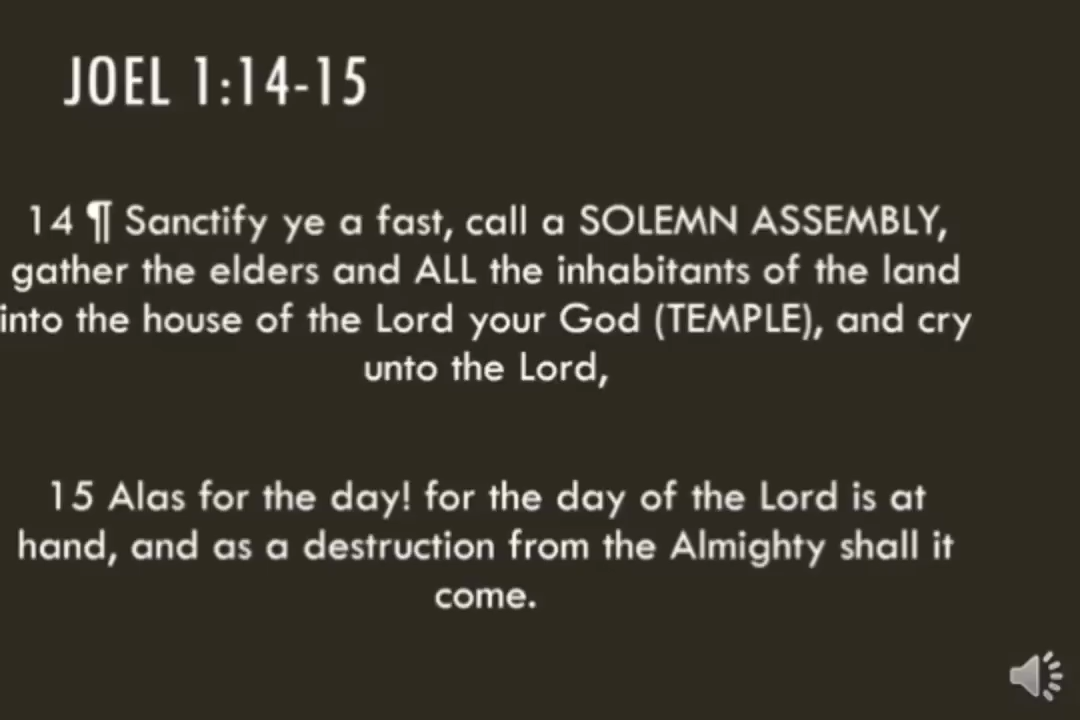 JOEL 1:14-15
14 ¶ Sanctify ye a fast, call a SOLEMN ASSEMBLY,
gather the elders and ALL the inhabitants of the land
into the house of the Lord your God (TEMPLE), and cry
unto the Lord,
15 Alas for the day! for the day of the Lord is at
hand, and as a destruction from the Almighty shall it
come.